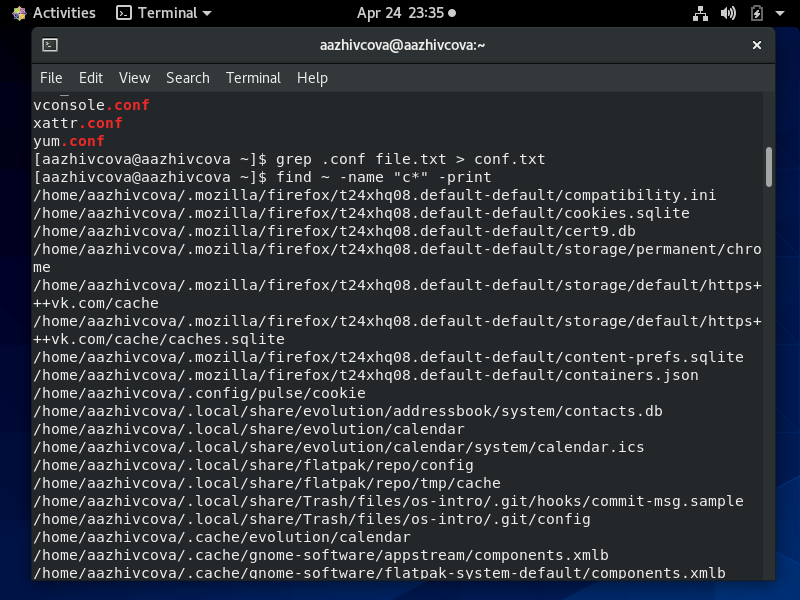 Activities Terminal Apr 24 23:35
aazhivcova@aazhivcova:~
File Edit View Search Terminal Help
vconsole.conf
xattr.conf
yum.conf
[aazhivcova@aazhivcova ~]$ grep .conf file.txt > conf.txt
[aazhivcova@aazhivcova ~]$ find ~ -name "c*" -print
/home/aazhivcova/.mozilla/firefox/t24xhq08.default-default/compatibility.ini
/home/aazhivcova/.mozilla/firefox/t24xhq08.default-default/cookies.sqlite
/home/aazhivcova/.mozilla/firefox/t24xhq08.default-default/cert9.db
/home/aazhivcova/.mozilla/firefox/t24xhq08.default-default/storage/permanent/chro
me
/home/aazhivcova/.mozilla/firefox/t24xhq08.default-default/storage/default/https+
++vk.com/cache
/home/aazhivcova/.mozilla/firefox/t24xhq08.default-default/storage/default/https+
++vk.com/cache/caches.sqlite
/home/aazhivcova/.mozilla/firefox/t24xhq08.default-default/content-prefs.sqlite
/home/aazhivcova/.mozilla/firefox/t24xhq08.default-default/containers.json
/home/aazhivcova/.config/pulse/cookie
/home/aazhivcova/.local/share/evolution/addressbook/system/contacts.db
/home/aazhivcova/.local/share/evolution/calendar
/home/aazhivcova/.local/share/evolution/calendar/system/calendar.ics
/home/aazhivcova/.local/share/flatpak/repo/config
/home/aazhivcova/.local/share/flatpak/repo/tmp/cache
/home/aazhivcova/.local/share/Trash/files/os-intro/.git/hooks/commit-msg.sample
/home/aazhivcova/.local/share/Trash/files/os-intro/.git/config
/home/aazhivcova/.cache/evolution/calendar
/home/aazhivcova/.cache/gnome-software/appstream/components.xmlb
/home/aazhivcova/.cache/gnome-software/flatpak-system-default/components.xmlb